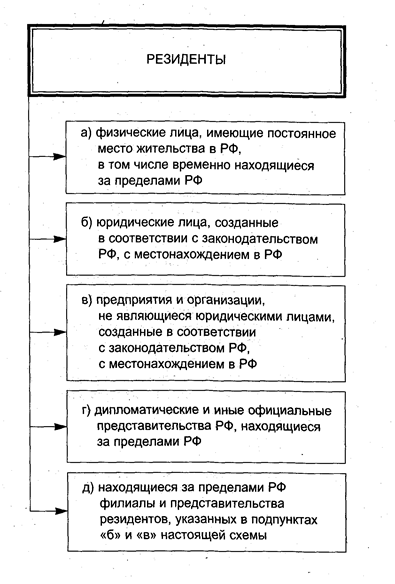 РЕЗИДЕНТЫ
а) физические лица, имеющие постоянное
место жительства в РФ,
в том числе временно находящиеся
за пределами РФ
б) юридические лица, созданные
в соответствии с законодательством
РФ, с местонахождением в РФ
в) предприятия и организации,
не являющиеся юридическими лицами,
созданные в соответствии
с законодательством РФ,
с местонахождением в РФ
г) дипломатические и иные официальные
представительства РФ, находящиеся
за пределами РФ
д) находящиеся за пределами РФ
филиалы и представительства
резидентов, указанных в подпунктах
«б» и «в» настоящей схемы